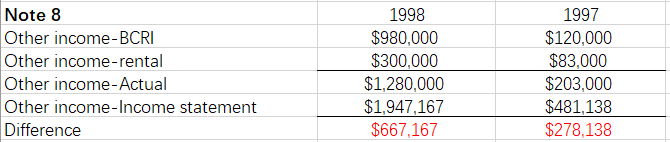 Note 8 1998 1997
Other income-BCRI $980,000 $120,000
Other income-rental $300,000 $83,000
Other income-Actual $1,280,000 $203,000
Other income-Income statement $1,947,167 $481,138
Difference $667,167 $278,138